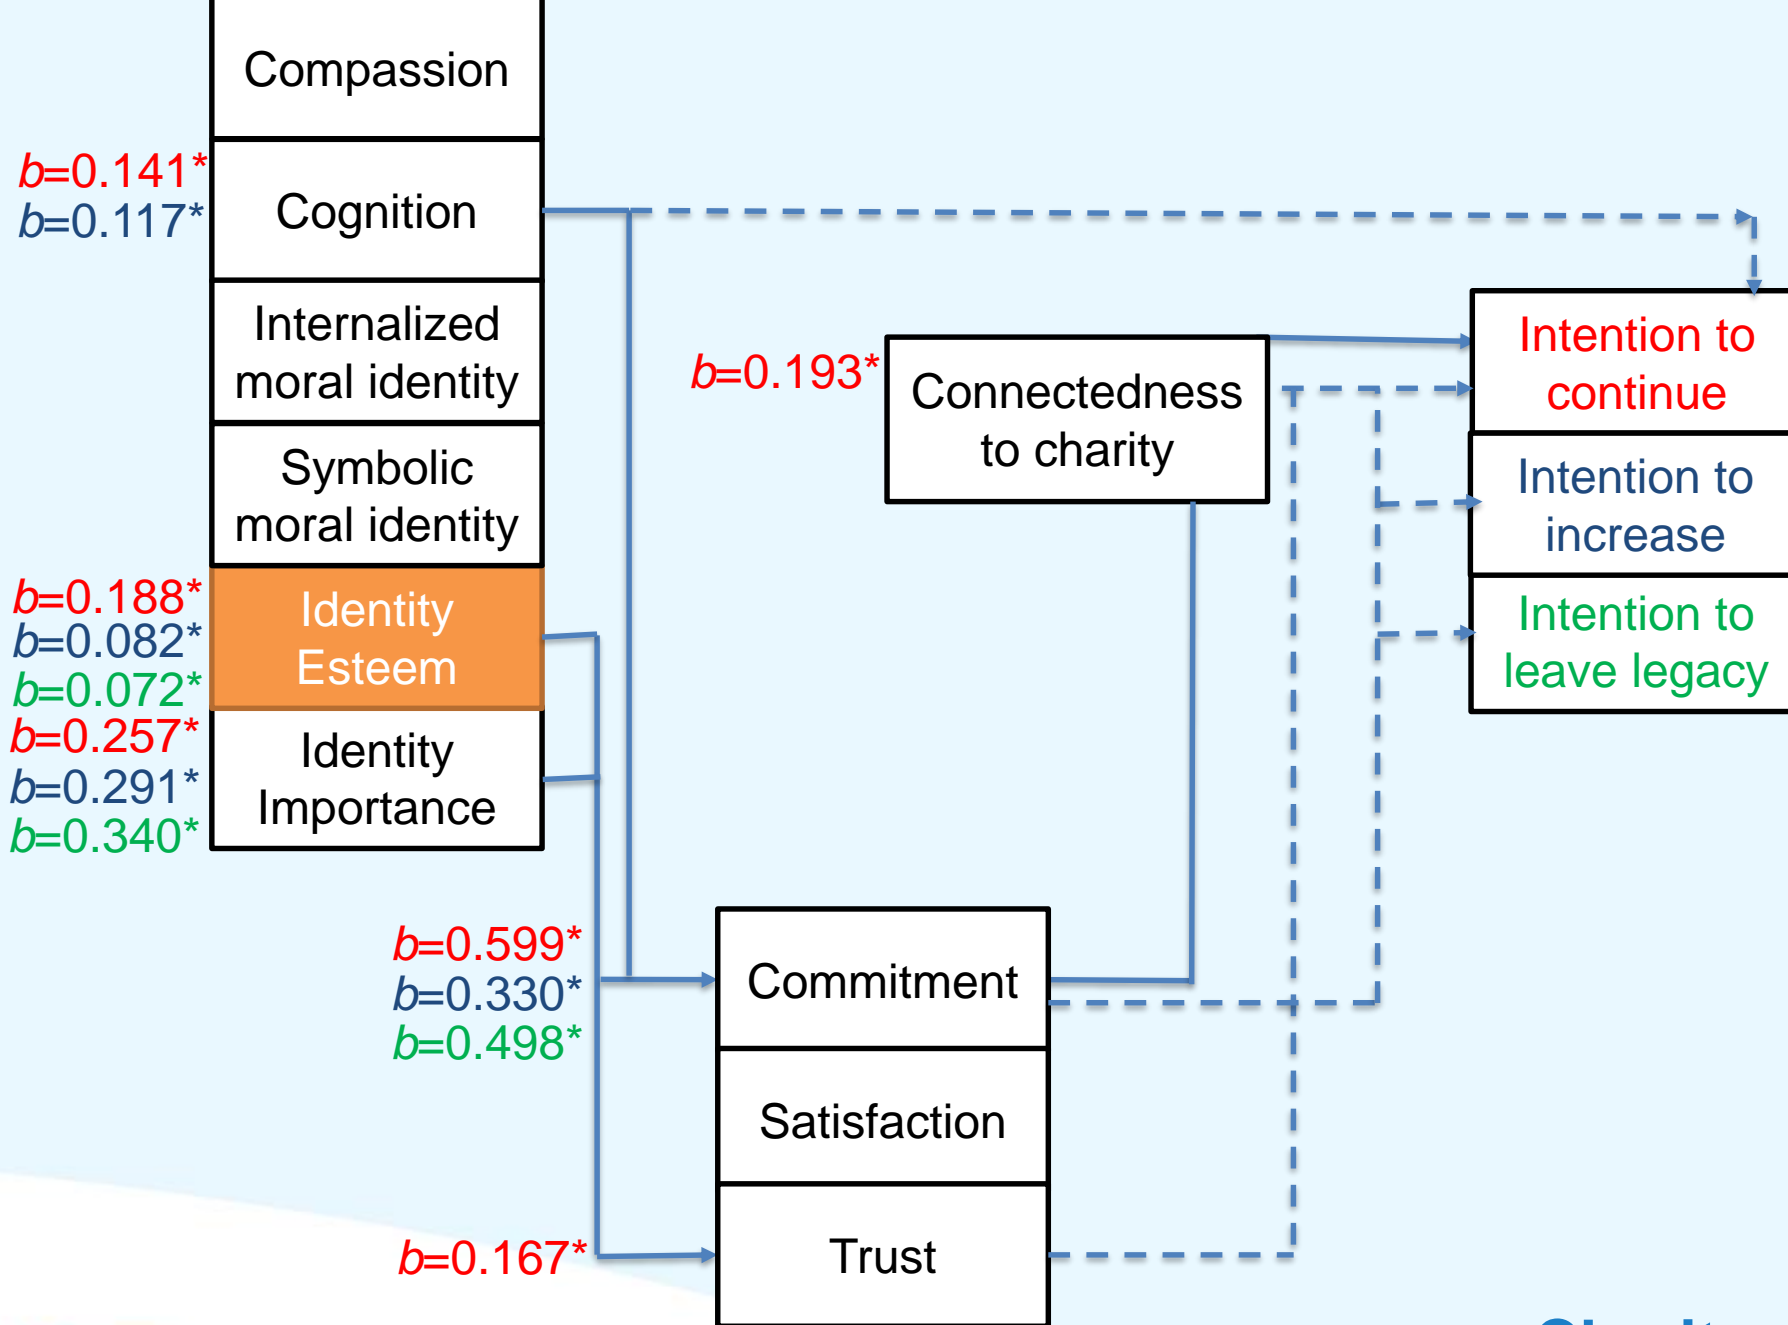 Compassion
b=0.141*
b=0.117*
Cognition
Internalized
moral identity
Symbolic
moral identity
b=0.188*
b=0.082*
b=0.072*
Identity
Esteem
b=0.257*
b=0.291*
b=0.340*
Identity
Importance
b=0.193*
Connectedness
to charity
Intention to
continue
Intention to
increase
Intention to
leave legacy
b=0.599*
b=0.330*
b=0.498*
Commitment
Satisfaction
b=0.167*
Trust